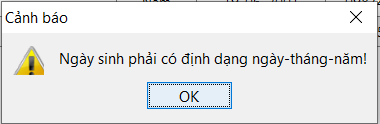 Cảnh báo
Ngày sinh phải có định dạng ngày-tháng-năm!
OK